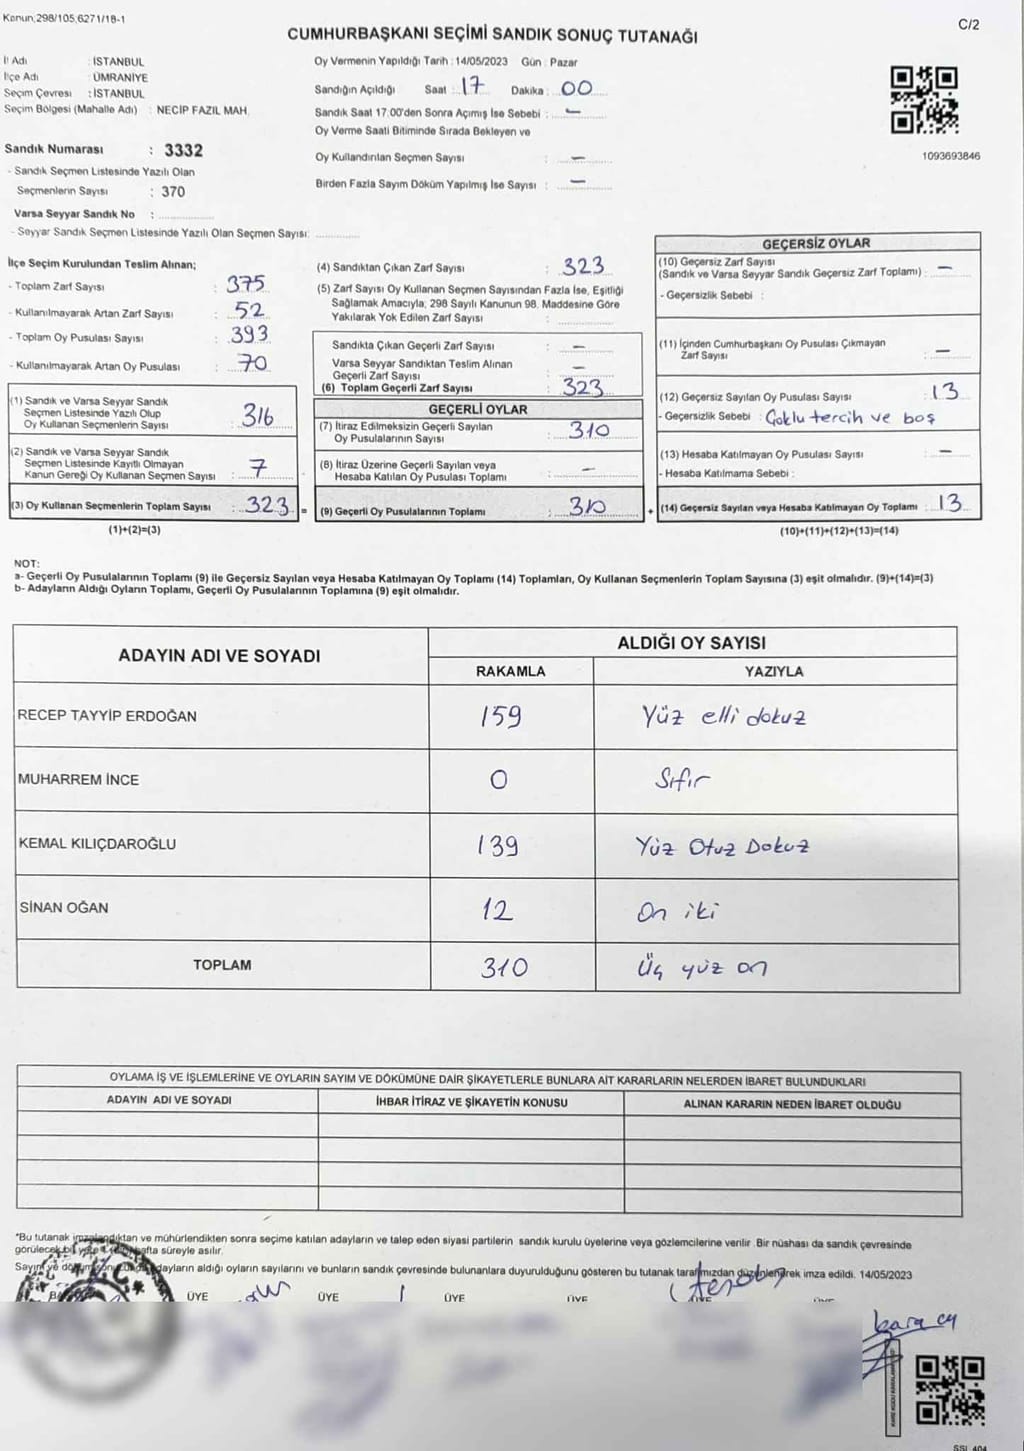 Kanun;298/105,6271/18-1
C/2
CUMHURBAŞKANI SEÇİMİ SANDIK SONUÇ TUTANAĞI
İl Adı : İSTANBUL
İlçe Adı : ÜMRANİYE
Seçim Çevresi : İSTANBUL
Seçim Bölgesi (Mahalle Adı) : NECİP FAZIL MAH.
Sandık Numarası : 3332
- Sandık Seçmen Listesinde Yazılı Olan
Seçmenlerin Sayısı : 370
Varsa Seyyar Sandık No :
- Seyyar Sandık Seçmen Listesinde Yazılı Olan Seçmen Sayısı:
Oy Vermenin Yapıldığı Tarih : 14/05/2023 Gün : Pazar
Sandığın Açıldığı Saat : 17 Dakika : 00
Sandık Saat 17:00'den Sonra Açımış İse Sebebi : -
Oy Verme Saati Bitiminde Sırada Bekleyen ve
Oy Kullandırılan Seçmen Sayısı : -
Birden Fazla Sayım Döküm Yapılmış İse Sayısı : -
1093693846
İlçe Seçim Kurulundan Teslim Alınan;
- Toplam Zarf Sayısı : 375
- Kullanılmayarak Artan Zarf Sayısı : 52
- Toplam Oy Pusulası Sayısı : 393
- Kullanılmayarak Artan Oy Pusulası : 70
(1) Sandık ve Varsa Seyyar Sandık
Seçmen Listesinde Yazılı Olup
Oy Kullanan Seçmenlerin Sayısı : 316
(2) Sandık ve Varsa Seyyar Sandık
Seçmen Listesinde Kayıtlı Olmayan
Kanun Gereği Oy Kullanan Seçmen Sayısı : 7
(3) Oy Kullanan Seçmenlerin Toplam Sayısı : 323
(1)+(2)=(3)
(4) Sandıktan Çıkan Zarf Sayısı : 323
(5) Zarf Sayısı Oy Kullanan Seçmen Sayısından Fazla İse, Eşitliği
Sağlamak Amacıyla; 298 Sayılı Kanunun 98. Maddesine Göre
Yakılarak Yok Edilen Zarf Sayısı :
Sandıkta Çıkan Geçerli Zarf Sayısı : -
Varsa Seyyar Sandıktan Teslim Alınan
Geçerli Zarf Sayısı : -
(6) Toplam Geçerli Zarf Sayısı : 323
GEÇERLİ OYLAR
(7) İtiraz Edilmeksizin Geçerli Sayılan
Oy Pusulalarının Sayısı : 310
(8) İtiraz Üzerine Geçerli Sayılan veya
Hesaba Katılan Oy Pusulası Toplamı : -
= (9) Geçerli Oy Pusulalarının Toplamı : 310
GEÇERSİZ OYLAR
(10) Geçersiz Zarf Sayısı
(Sandık ve Varsa Seyyar Sandık Geçersiz Zarf Toplamı) : -
- Geçersizlik Sebebi :
(11) İçinden Cumhurbaşkanı Oy Pusulası Çıkmayan
Zarf Sayısı : -
(12) Geçersiz Sayılan Oy Pusulası Sayısı : 13
- Geçersizlik Sebebi : Çoklu tercih ve boş
(13) Hesaba Katılmayan Oy Pusulası Sayısı : -
- Hesaba Katılmama Sebebi :
+ (14) Geçersiz Sayılan veya Hesaba Katılmayan Oy Toplamı : 13
(10)+(11)+(12)+(13)=(14)
NOT:
a- Geçerli Oy Pusulalarının Toplamı (9) ile Geçersiz Sayılan veya Hesaba Katılmayan Oy Toplamı (14) Toplamları, Oy Kullanan Seçmenlerin Toplam Sayısına (3) eşit olmalıdır. (9)+(14)=(3)
b- Adayların Aldığı Oyların Toplamı, Geçerli Oy Pusulalarının Toplamına (9) eşit olmalıdır.
ADAYIN ADI VE SOYADI
ALDIĞI OY SAYISI
RAKAMLA YAZIYLA
RECEP TAYYİP ERDOĞAN 159 Yüz elli dokuz
MUHARREM İNCE 0 Sıfır
KEMAL KILIÇDAROĞLU 139 Yüz Otuz Dokuz
SİNAN OĞAN 12 On iki
TOPLAM 310 Üç yüz on
OYLAMA İŞ VE İŞLEMLERİNE VE OYLARIN SAYIM VE DÖKÜMÜNE DAİR ŞİKAYETLERLE BUNLARA AİT KARARLARIN NELERDEN İBARET BULUNDUKLARI
ADAYIN ADI VE SOYADI İHBAR İTİRAZ VE ŞİKAYETİN KONUSU ALINAN KARARIN NEDEN İBARET OLDUĞU
*Bu tutanak imzalandıktan ve mühürlendikten sonra seçime katılan adayların ve talep eden siyasi partilerin sandık kurulu üyelerine veya gözlemcilerine verilir. Bir nüshası da sandık çevresinde
görülecek bir yere hafta süreyle asılır.
Sayım ve döküm sonucunda adayların aldığı oyların sayılarını ve bunların sandık çevresinde bulunanlara duyurulduğunu gösteren bu tutanak tarafımızdan düzenlenerek imza edildi. 14/05/2023
ÜYE ÜYE ÜYE ÜYE ÜYE
SSI 404